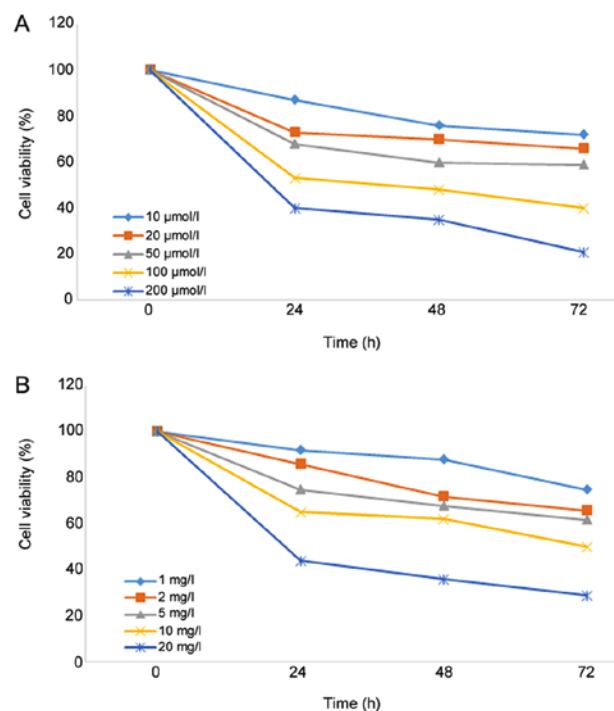 A
120
100
80
60
40
20
0
Cell viability (%)
10 µmol/l
20 µmol/l
50 µmol/l
100 µmol/l
200 µmol/l
0 24 48 72
Time (h)
B
120
100
80
60
40
20
0
Cell viability (%)
1 mg/l
2 mg/l
5 mg/l
10 mg/l
20 mg/l
0 24 48 72
Time (h)